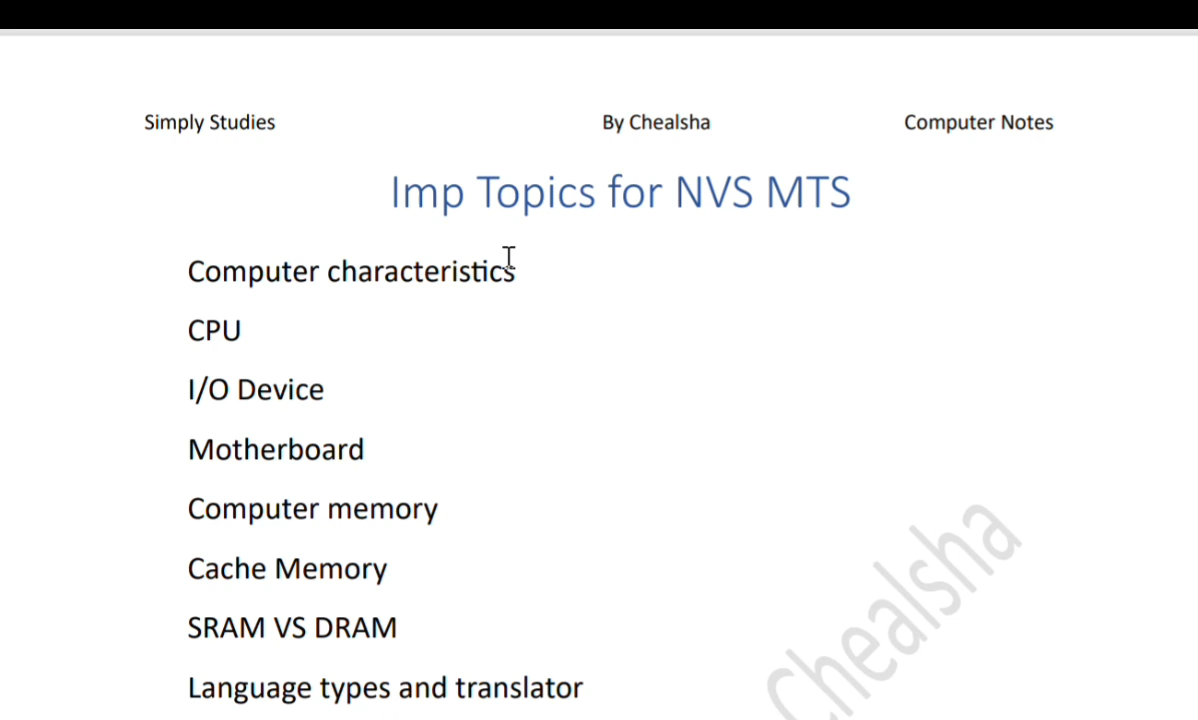 Simply Studies By Chealsha Computer Notes
Imp Topics for NVS MTS
Computer characteristics
CPU
I/O Device
Motherboard
Computer memory
Cache Memory
SRAM VS DRAM
Language types and translator
Chealsha